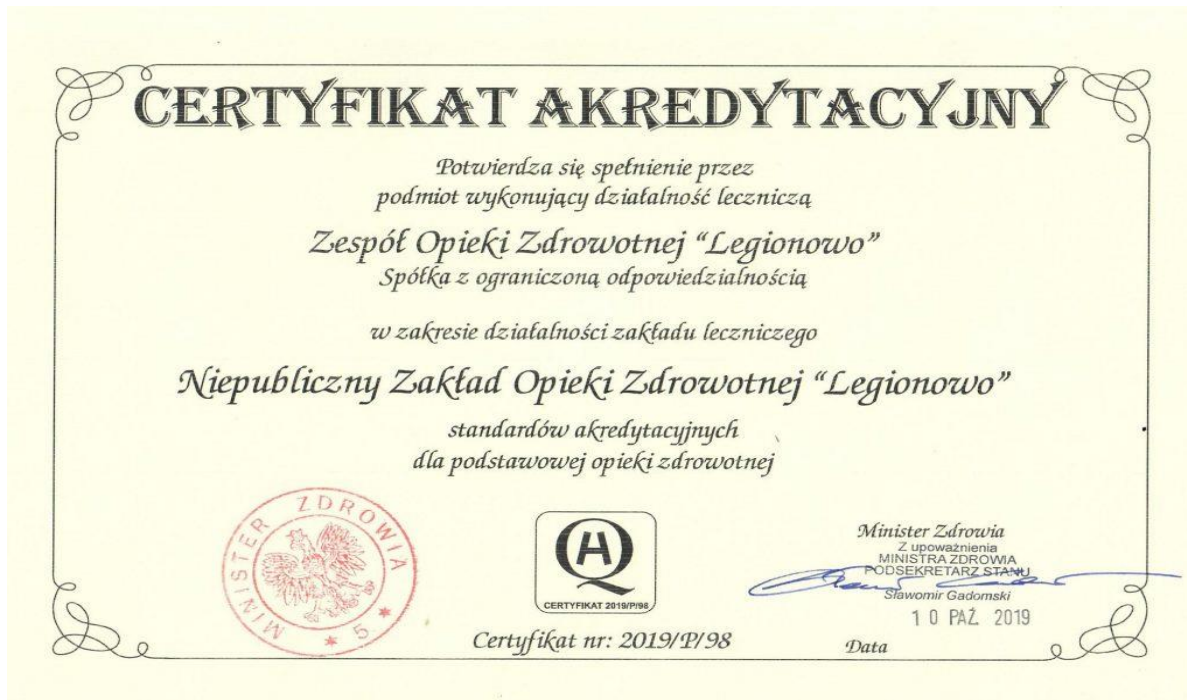 CERTYFIKAT AKREDYTACYJNY
Potwierdza się spełnienie przez
podmiot wykonujący działalność leczniczą
Zespół Opieki Zdrowotnej “Legionowo”
Spółka z ograniczoną odpowiedzialnością
w zakresie działalności zakładu leczniczego
Niepubliczny Zakład Opieki Zdrowotnej “Legionowo”
standardów akredytacyjnych
dla podstawowej opieki zdrowotnej
MINISTER ZDROWIA * 5 *
QH
CERTYFIKAT 2019/P/98
Certyfikat nr: 2019/P/98
Minister Zdrowia
Z upoważnienia
MINISTRA ZDROWIA
PODSEKRETARZ STANU
Sławomir Gadomski
10 PAŹ. 2019
Data